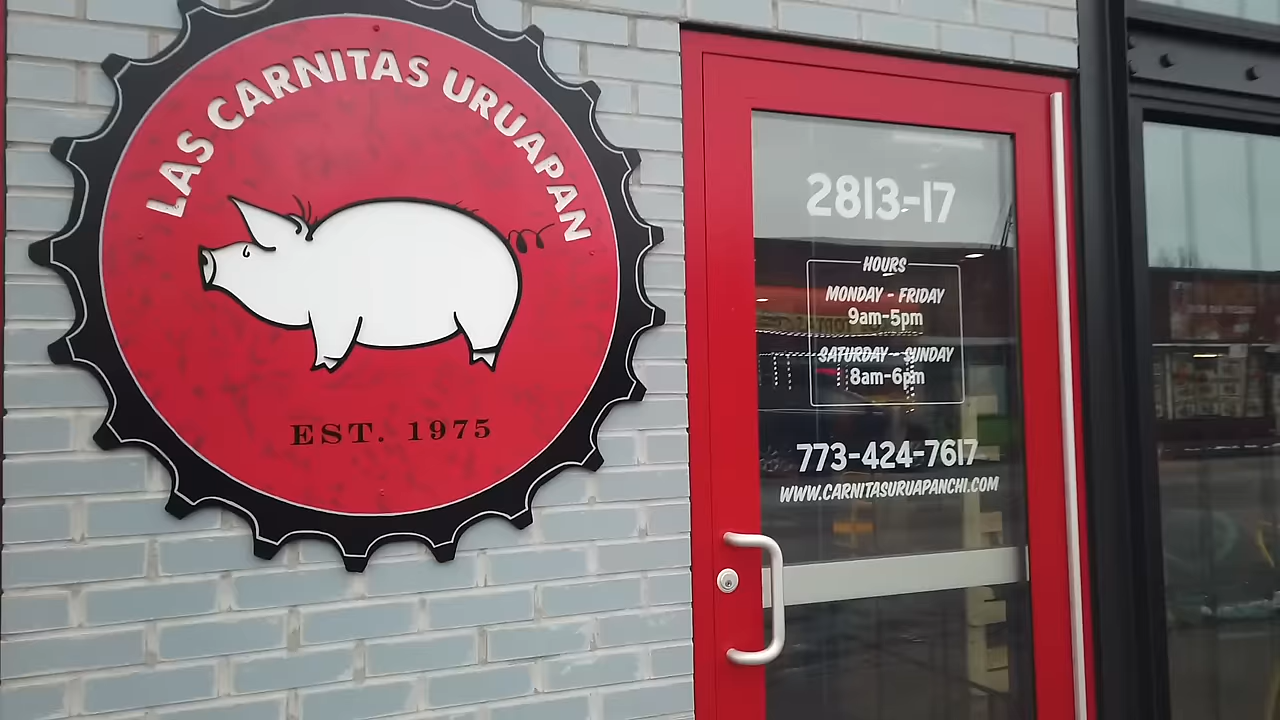 LAS CARNITAS URUAPAN
EST. 1975
2813-17
HOURS
MONDAY - FRIDAY
9am-5pm
SATURDAY - SUNDAY
8am-6pm
773-424-7617
WWW.CARNITASURUAPANCHI.COM